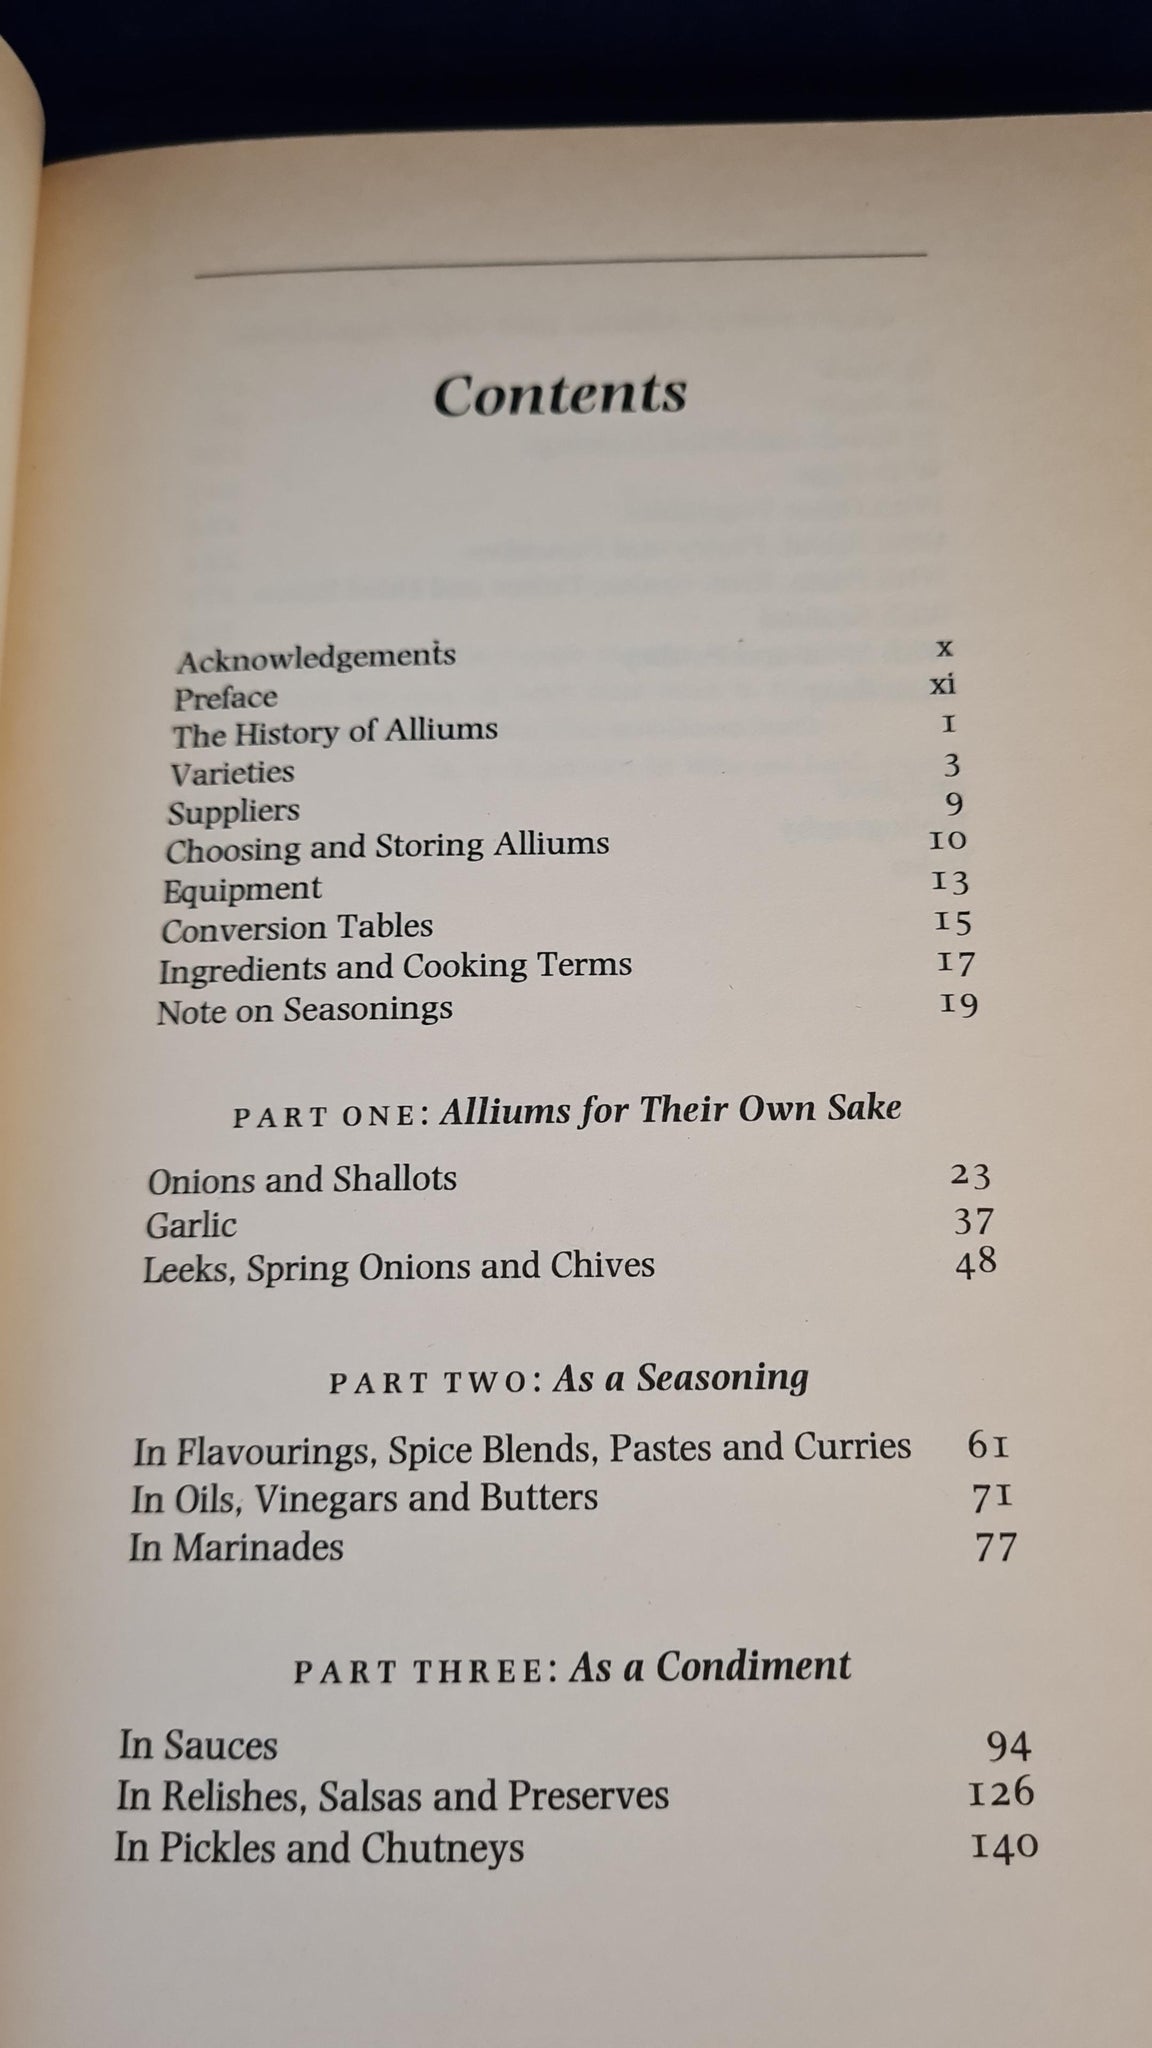 Contents
Acknowledgements x
Preface xi
The History of Alliums 1
Varieties 3
Suppliers 9
Choosing and Storing Alliums 10
Equipment 13
Conversion Tables 15
Ingredients and Cooking Terms 17
Note on Seasonings 19
PART ONE: Alliums for Their Own Sake
Onions and Shallots 23
Garlic 37
Leeks, Spring Onions and Chives 48
PART TWO: As a Seasoning
In Flavourings, Spice Blends, Pastes and Curries 61
In Oils, Vinegars and Butters 71
In Marinades 77
PART THREE: As a Condiment
In Sauces 94
In Relishes, Salsas and Preserves 126
In Pickles and Chutneys 140